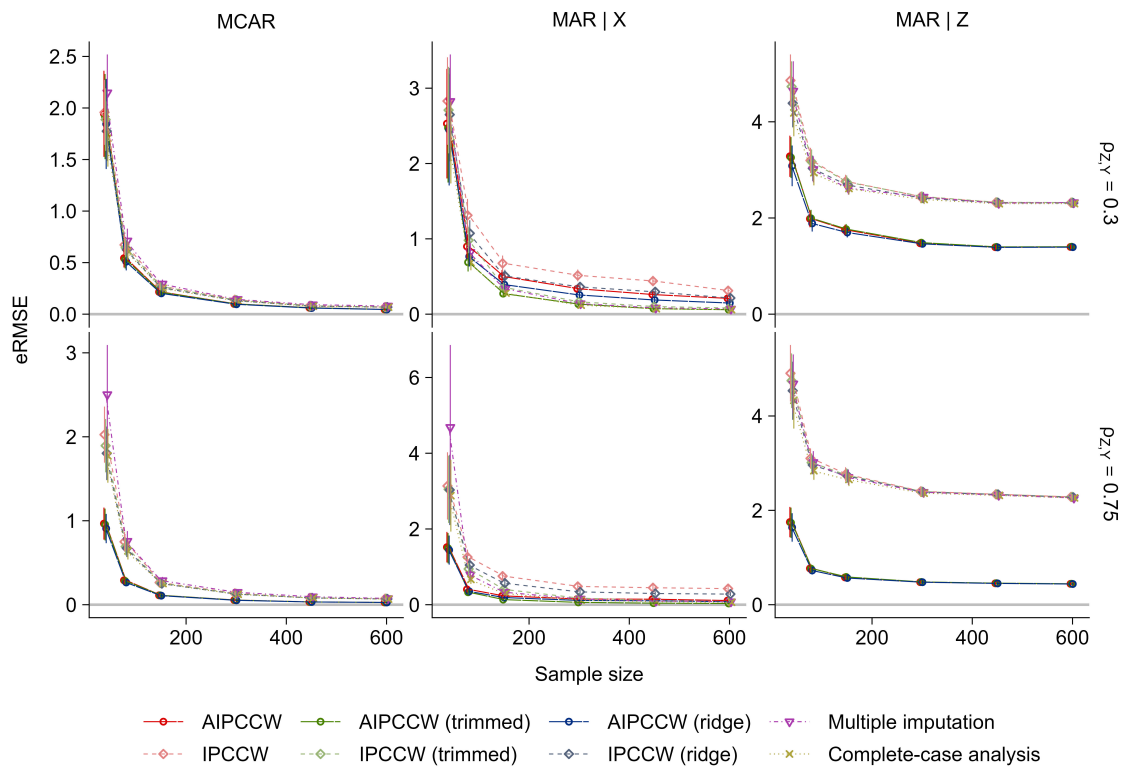 MCAR
MAR | X
MAR | Z
2.5
2.0
1.5
1.0
0.5
0.0
3
2
1
0
4
2
0
ρZ,Y = 0.3
eRMSE
3
2
1
0
6
4
2
0
4
2
0
ρZ,Y = 0.75
200 400 600
200 400 600
200 400 600
Sample size
AIPCCW
AIPCCW (trimmed)
AIPCCW (ridge)
Multiple imputation
IPCCW
IPCCW (trimmed)
IPCCW (ridge)
Complete-case analysis